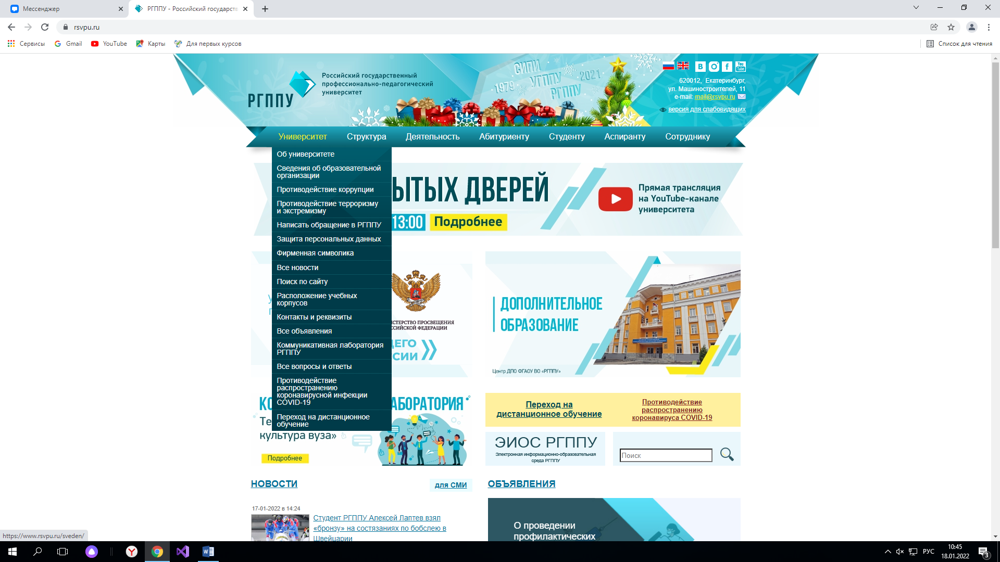 Мессенджер
РГППУ - Российский государств
rsvpu.ru
Сервисы
Gmail
YouTube
Карты
Для первых курсов
Список для чтения
РГППУ
Российский государственный
профессионально-педагогический
университет
СИПИ
1979 УГППУ 2021
РГППУ
В
f
You
Tube
620012, Екатеринбург,
ул. Машиностроителей, 11
e-mail: mail@rsvpu.ru
версия для слабовидящих
Университет
Структура
Деятельность
Абитуриенту
Студенту
Аспиранту
Сотруднику
Об университете
Сведения об образовательной
организации
Противодействие коррупции
Противодействие терроризму
и экстремизму
Написать обращение в РГППУ
Защита персональных данных
Фирменная символика
Все новости
Поиск по сайту
Расположение учебных
корпусов
Контакты и реквизиты
Все объявления
Коммуникативная лаборатория
РГППУ
Все вопросы и ответы
Противодействие
распространению
коронавирусной инфекции
COVID-19
Переход на дистанционное
обучение
ЫТЫХ ДВЕРЕЙ
13:00
Подробнее
Прямая трансляция
на YouTube-канале
университета
СТЕРСТВО ПРОСВЕЩЕНИЯ
ССИЙСКОЙ ФЕДЕРАЦИИ
ЩЕГО
СИИ
ДОПОЛНИТЕЛЬНОЕ
ОБРАЗОВАНИЕ
Центр ДПО ФГАОУ ВО «РГППУ»
КО
АБОРАТОРИЯ
Те
культура вуза»
Подробнее
Переход на
дистанционное обучение
Противодействие
распространению
коронавируса COVID-19
ЭИОС РГППУ
Электронная информационно-образовательная
среда РГППУ
Поиск
НОВОСТИ
для СМИ
ОБЪЯВЛЕНИЯ
17-01-2022 в 14:24
Студент РГППУ Алексей Лаптев взял
«бронзу» на состязаниях по бобслею в
Швейцарии
О проведении
профилактических
https://www.rsvpu.ru/sveden/
РУС
10:45
18.01.2022
3